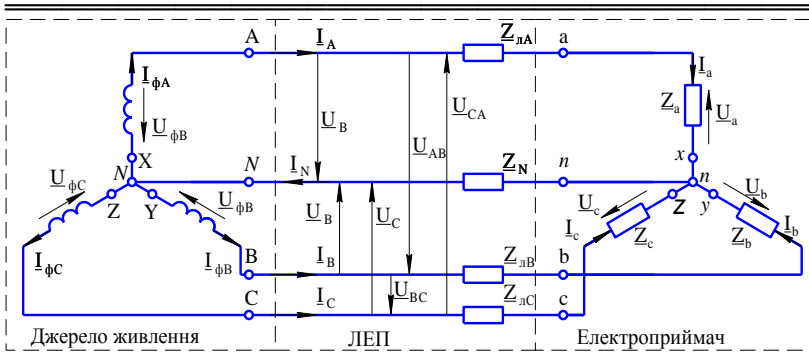 A
I_A
Z_лА
a
I_фA
U_B
U_CA
U_AB
I_a
Z_a
U_a
U_фB
X
x
N
N
I_N
Z_N
n
n
U_фC
Z
Y
U_фB
U_B
U_C
U_c
Z
y
U_b
I_фC
I_фB
B
I_B
Z_лB
b
I_c
Z_c
Z_b
I_b
C
I_C
U_BC
Z_лC
c
Джерело живлення
ЛЕП
Електроприймач